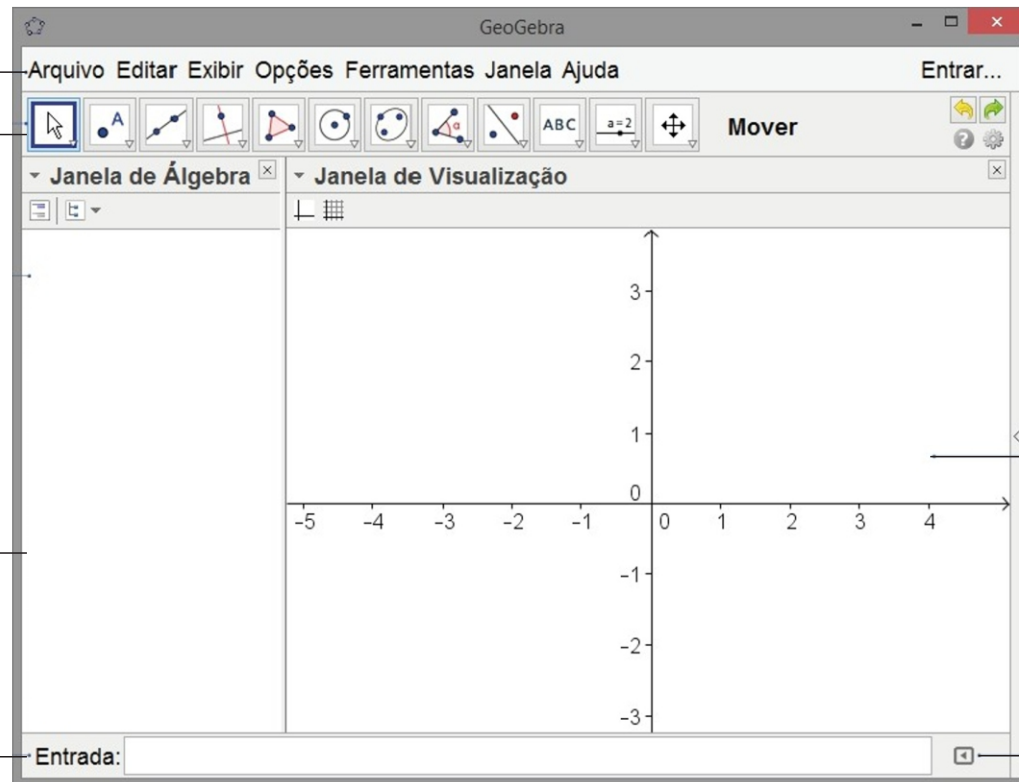 GeoGebra
Arquivo Editar Exibir Opções Ferramentas Janela Ajuda Entrar...
A α ABC a=2 Mover
Janela de Álgebra Janela de Visualização
3
2
1
0
-5 -4 -3 -2 -1 0 1 2 3 4
-1
-2
-3
Entrada: